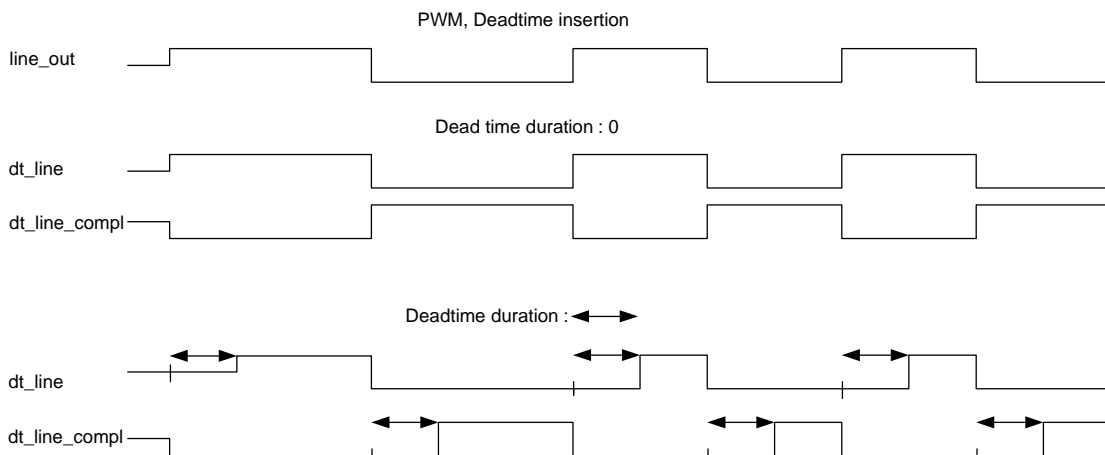 PWM, Deadtime insertion
line_out
Dead time duration : 0
dt_line
dt_line_compl
Deadtime duration :
dt_line
dt_line_compl